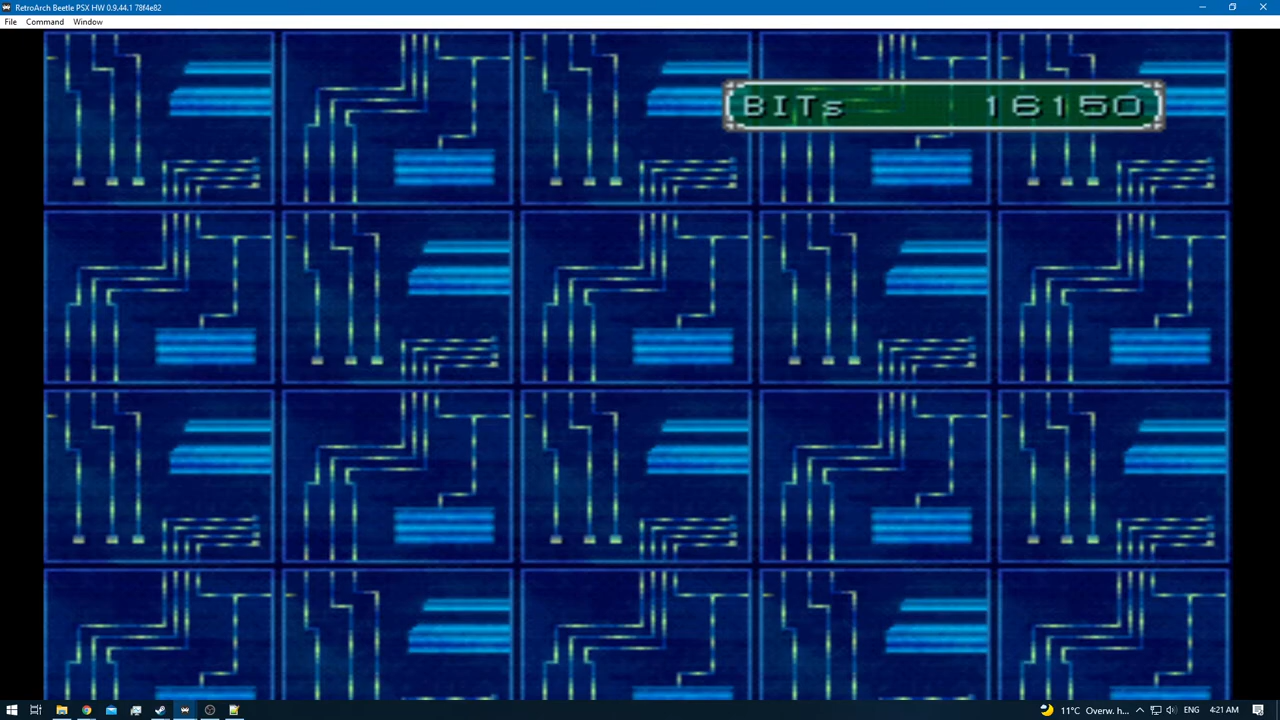 RetroArch Beetle PSX HW 0.9.44.1 78f4e82
File Command Window
BITs 16150
11°C Overw. h... ENG 4:21 AM